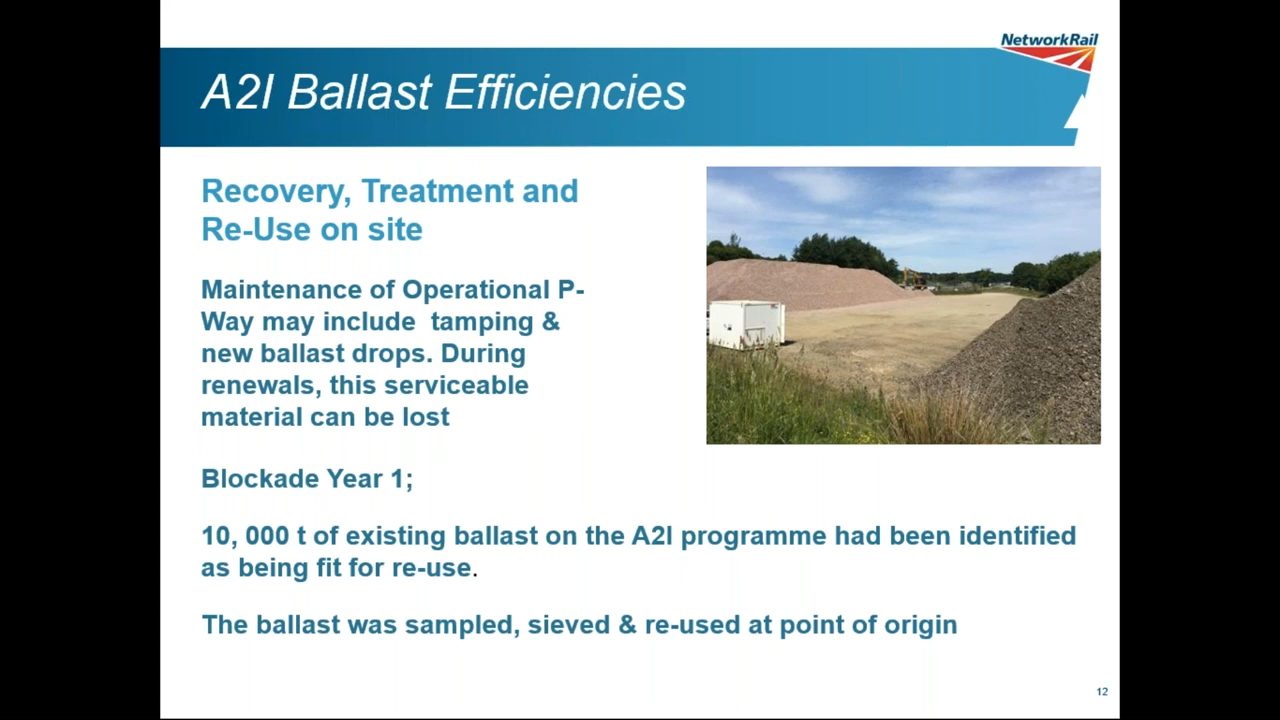 NetworkRail
A2I Ballast Efficiencies
Recovery, Treatment and
Re-Use on site
Maintenance of Operational P-
Way may include  tamping &
new ballast drops. During
renewals, this serviceable
material can be lost
Blockade Year 1;
10, 000 t of existing ballast on the A2I programme had been identified
as being fit for re-use.
The ballast was sampled, sieved & re-used at point of origin
12